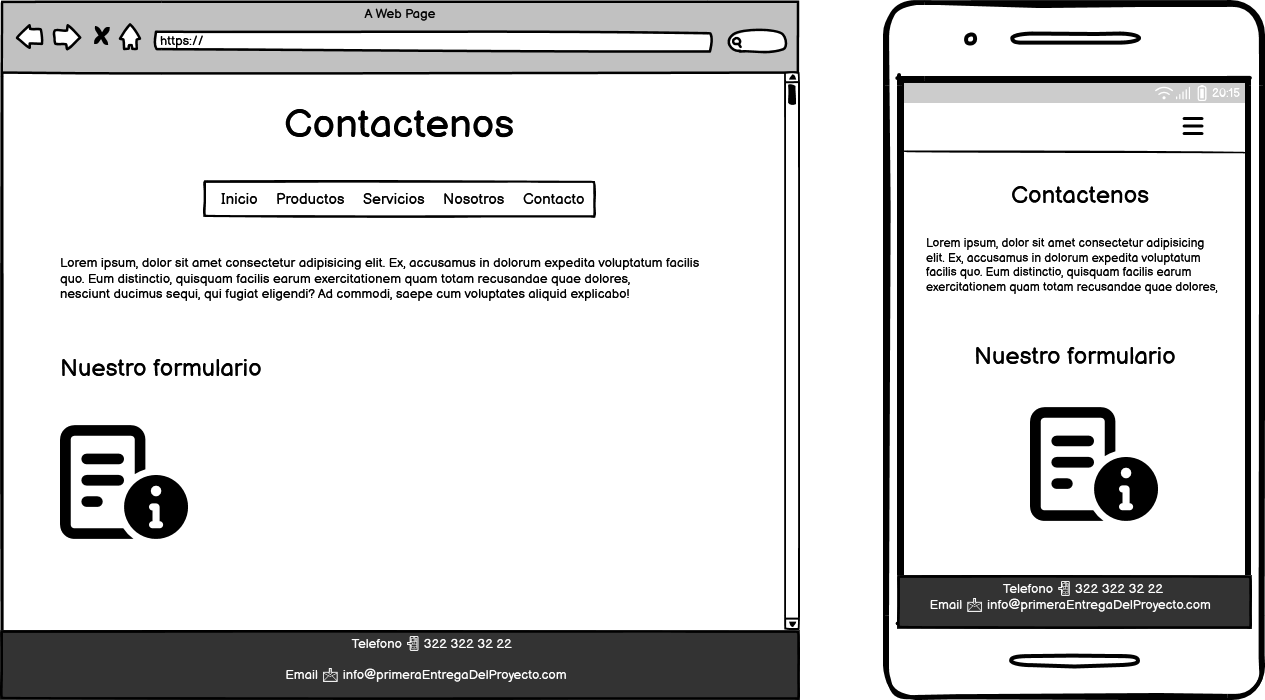 A Web Page
https://
Contactenos
Inicio Productos Servicios Nosotros Contacto
Lorem ipsum, dolor sit amet consectetur adipisicing elit. Ex, accusamus in dolorum expedita voluptatum facilis
quo. Eum distinctio, quisquam facilis earum exercitationem quam totam recusandae quae dolores,
nesciunt ducimus sequi, qui fugiat eligendi? Ad commodi, saepe cum voluptates aliquid explicabo!
Nuestro formulario
Telefono 322 322 32 22
Email info@primeraEntregaDelProyecto.com
20:15
Contactenos
Lorem ipsum, dolor sit amet consectetur adipisicing
elit. Ex, accusamus in dolorum expedita voluptatum
facilis quo. Eum distinctio, quisquam facilis earum
exercitationem quam totam recusandae quae dolores,
Nuestro formulario
Telefono 322 322 32 22
Email info@primeraEntregaDelProyecto.com